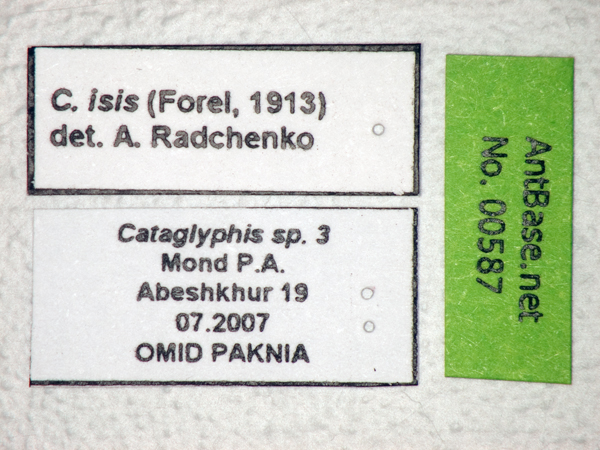 C. isis (Forel, 1913)
det. A. Radchenko
Cataglyphis sp. 3
Mond P.A.
Abeshkhur 19
07.2007
OMID PAKNIA
AntBase.net
No. 00587